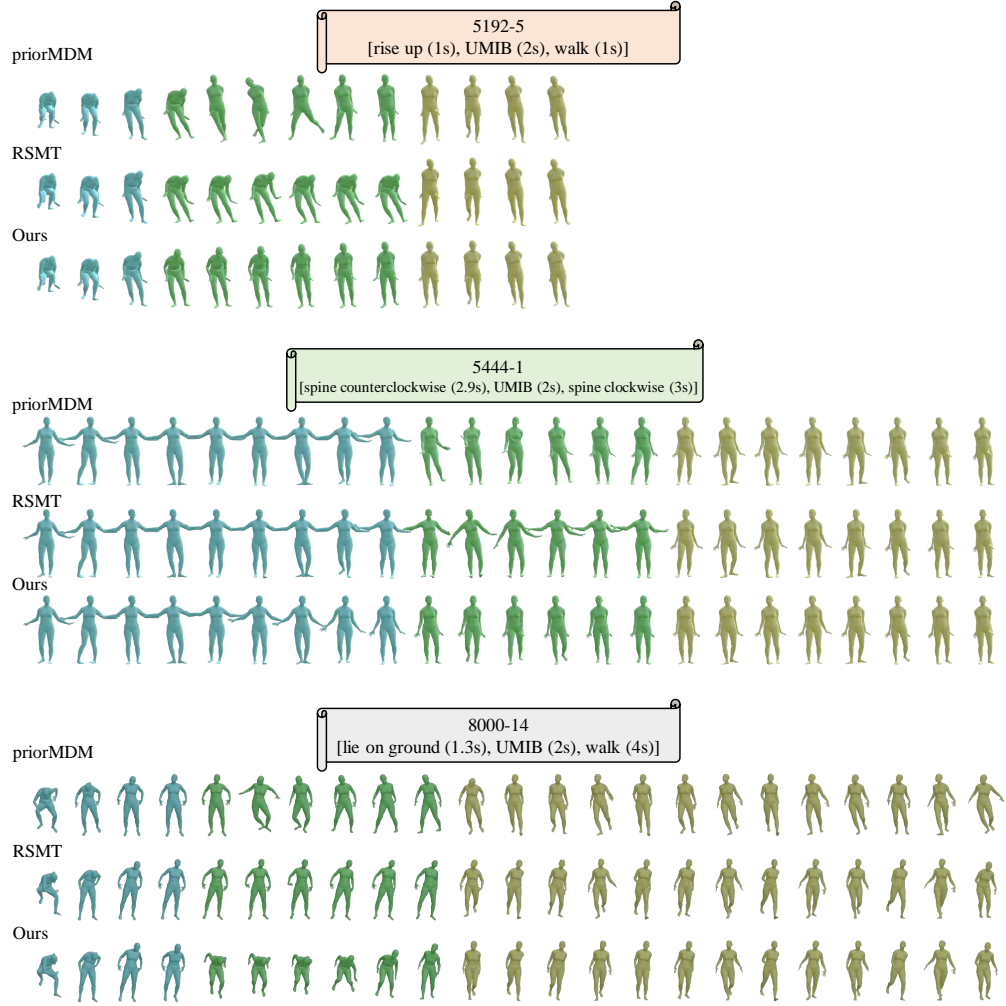 5192-5
[rise up (1s), UMIB (2s), walk (1s)]
priorMDM
RSMT
Ours
5444-1
[spine counterclockwise (2.9s), UMIB (2s), spine clockwise (3s)]
priorMDM
RSMT
Ours
8000-14
[lie on ground (1.3s), UMIB (2s), walk (4s)]
priorMDM
RSMT
Ours